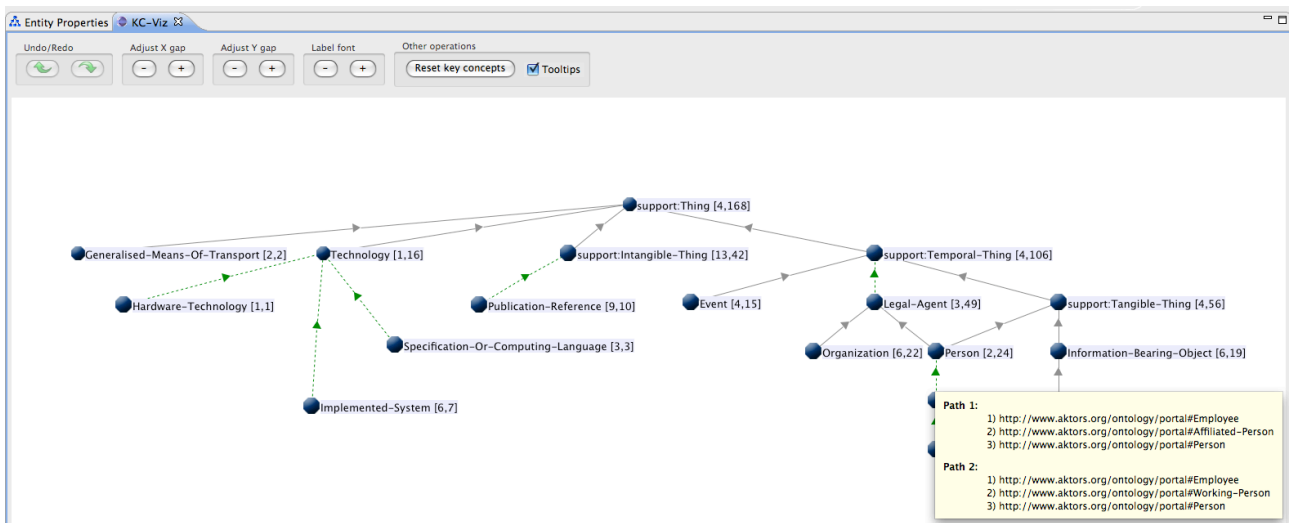 Entity Properties KC-Viz
Undo/Redo Adjust X gap Adjust Y gap Label font Other operations
- + - + - + Reset key concepts Tooltips
support:Thing [4,168]
Generalised-Means-Of-Transport [2,2] Technology [1,16] support:Intangible-Thing [13,42] support:Temporal-Thing [4,106]
Hardware-Technology [1,1] Publication-Reference [9,10] Event [4,15] Legal-Agent [3,49] support:Tangible-Thing [4,56]
Specification-Or-Computing-Language [3,3] Organization [6,22] Person [2,24] Information-Bearing-Object [6,19]
Implemented-System [6,7]
Path 1:
1) http://www.aktors.org/ontology/portal#Employee
2) http://www.aktors.org/ontology/portal#Affiliated-Person
3) http://www.aktors.org/ontology/portal#Person
Path 2:
1) http://www.aktors.org/ontology/portal#Employee
2) http://www.aktors.org/ontology/portal#Working-Person
3) http://www.aktors.org/ontology/portal#Person